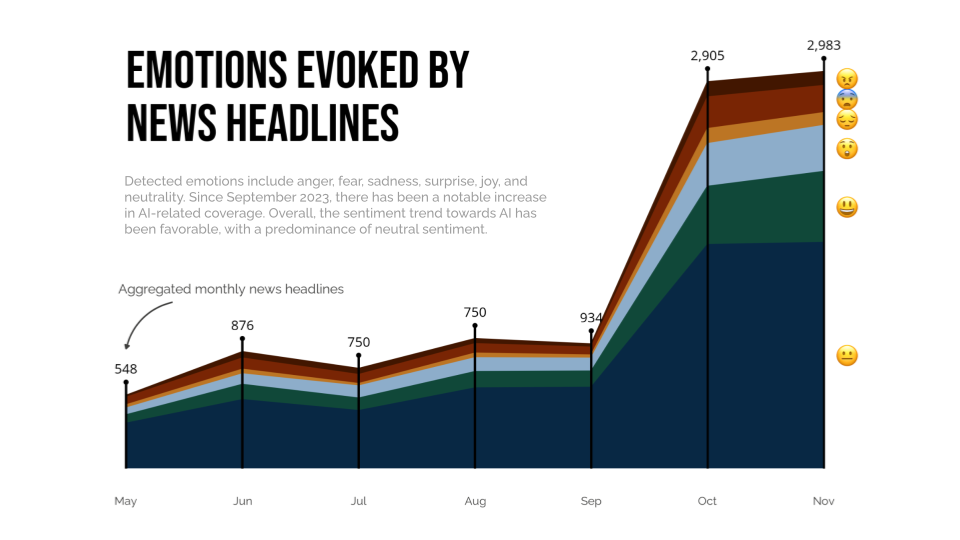 EMOTIONS EVOKED BY
NEWS HEADLINES
Detected emotions include anger, fear, sadness, surprise, joy, and
neutrality. Since September 2023, there has been a notable increase
in AI-related coverage. Overall, the sentiment trend towards AI has
been favorable, with a predominance of neutral sentiment.
Aggregated monthly news headlines
548
876
750
750
934
2,905
2,983
May
Jun
Jul
Aug
Sep
Oct
Nov